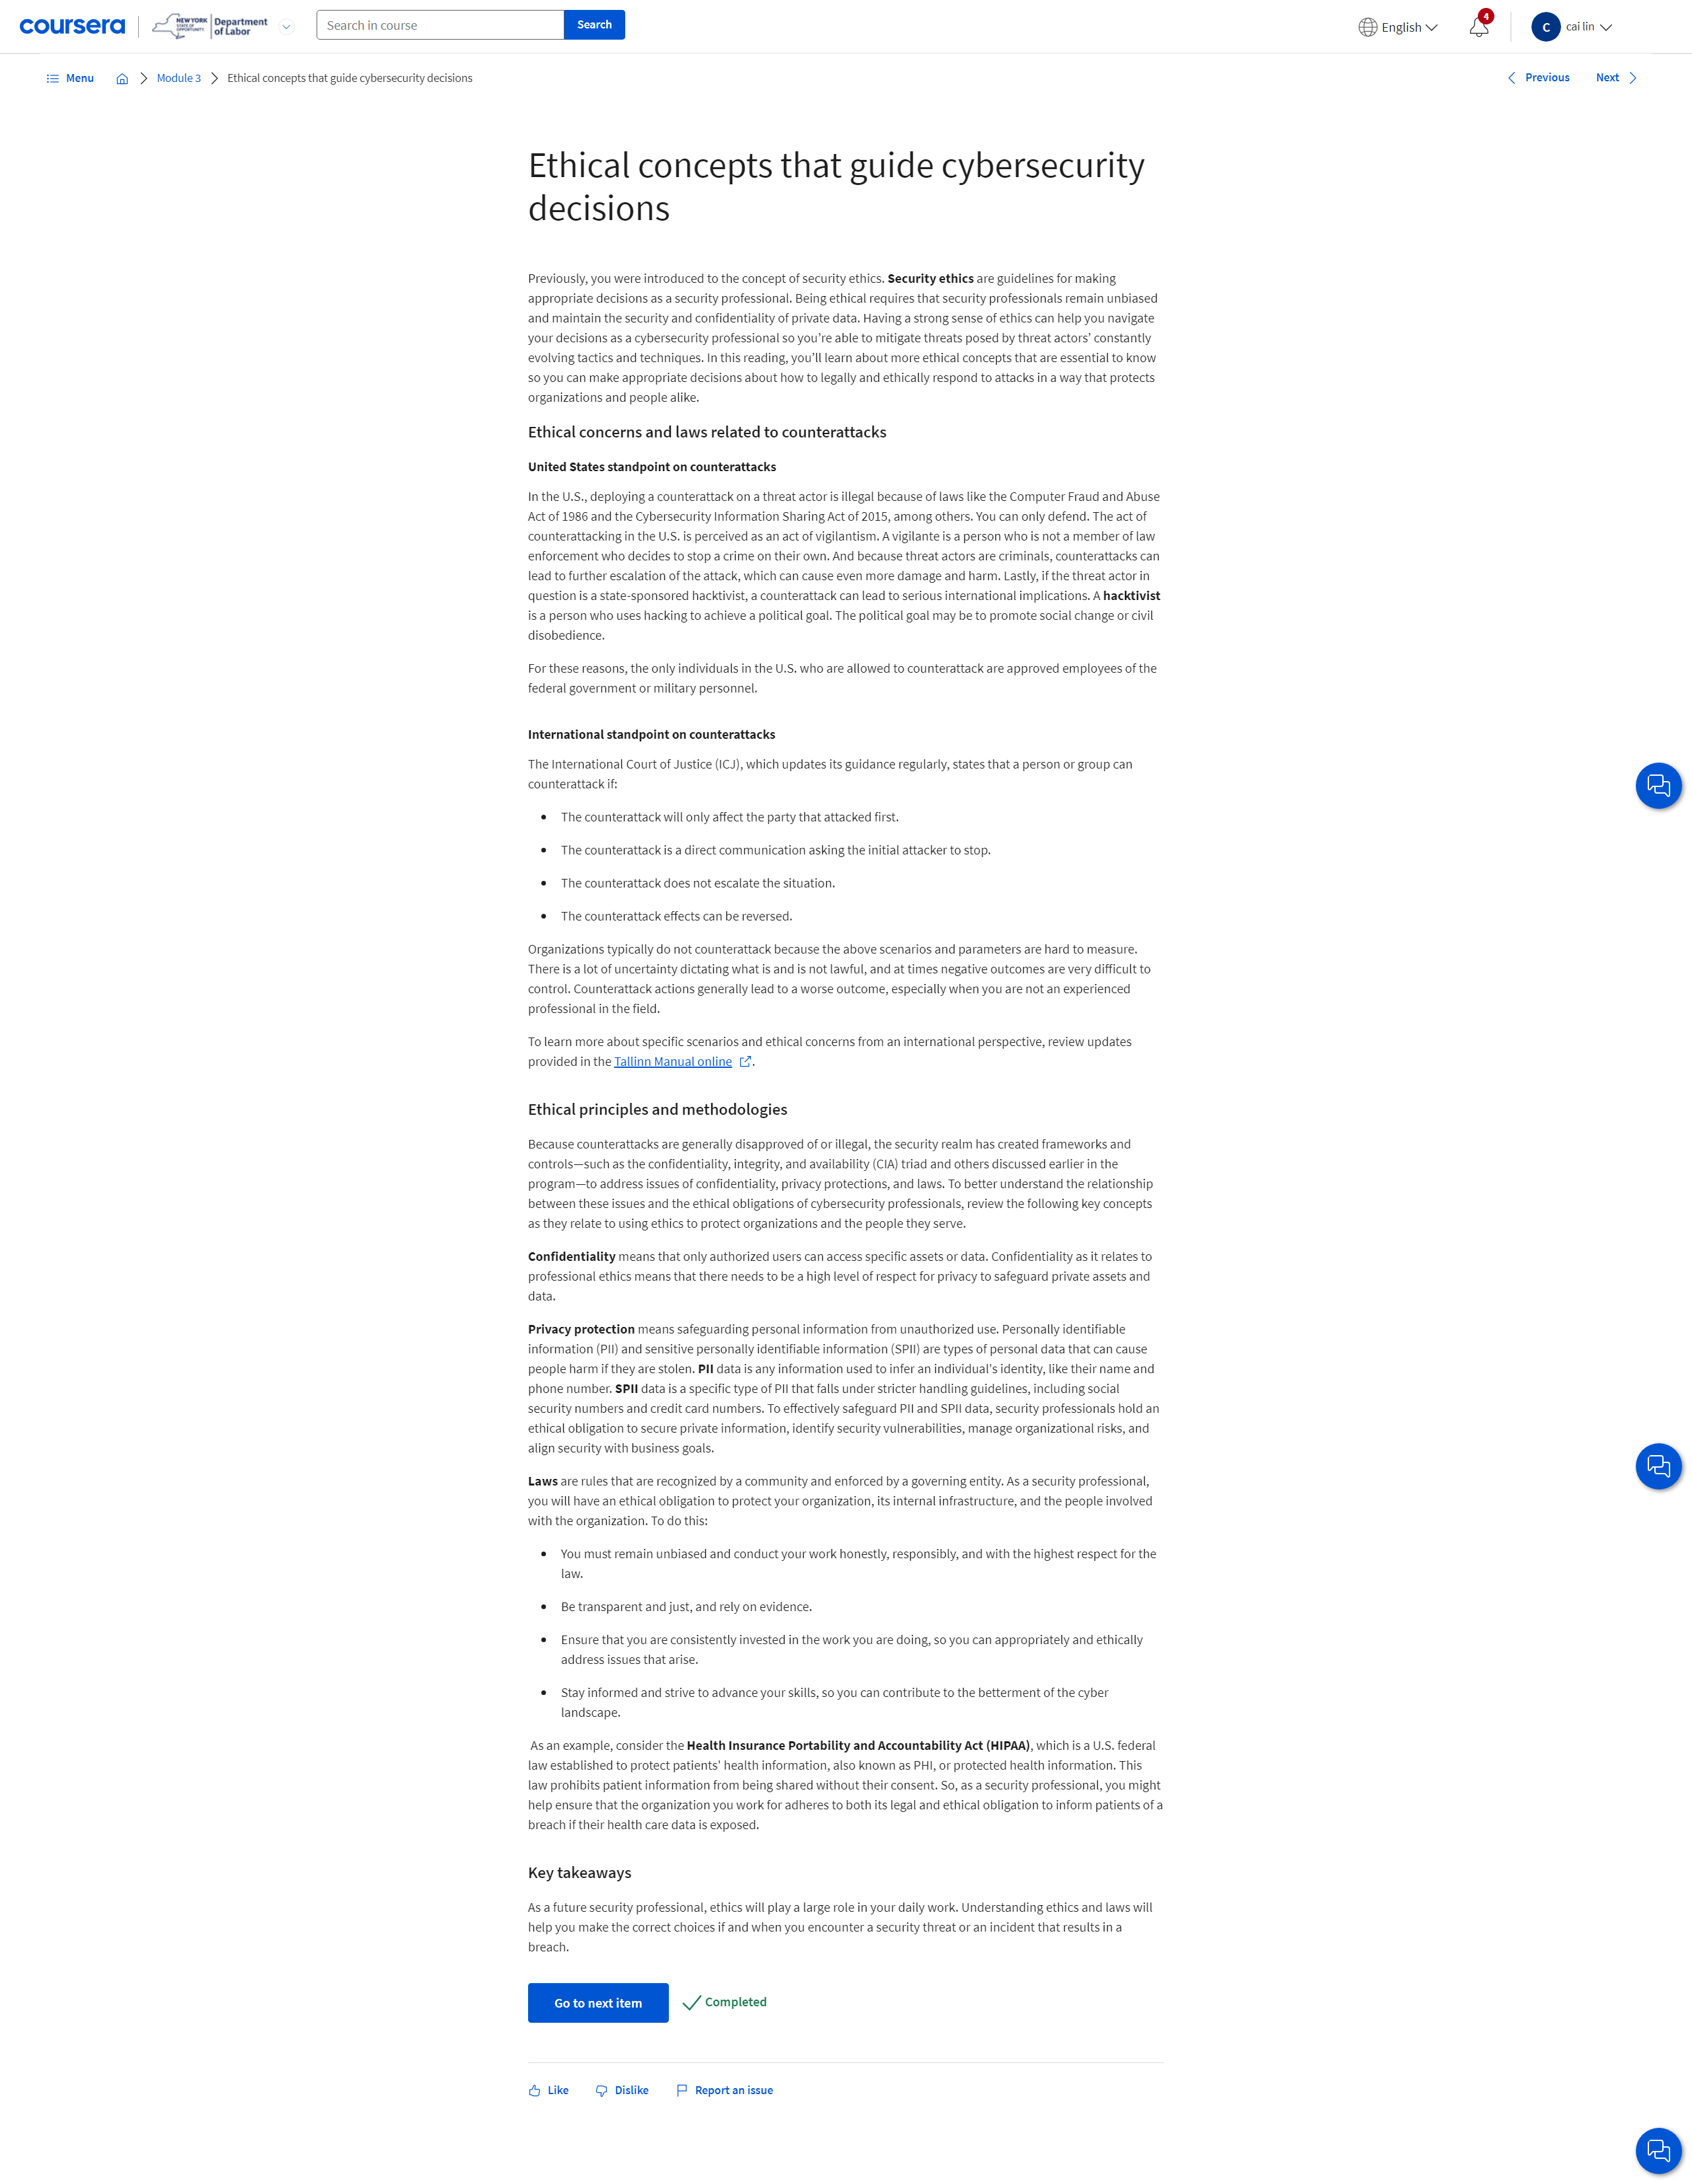 coursera
NEW YORK
STATE OF
OPPORTUNITY
Department
of Labor
Search in course
Search
English
4
C
cai lin
Menu
Module 3
Ethical concepts that guide cybersecurity decisions
Previous
Next
Ethical concepts that guide cybersecurity
decisions
Previously, you were introduced to the concept of security ethics. Security ethics are guidelines for making
appropriate decisions as a security professional. Being ethical requires that security professionals remain unbiased
and maintain the security and confidentiality of private data. Having a strong sense of ethics can help you navigate
your decisions as a cybersecurity professional so you’re able to mitigate threats posed by threat actors’ constantly
evolving tactics and techniques. In this reading, you’ll learn about more ethical concepts that are essential to know
so you can make appropriate decisions about how to legally and ethically respond to attacks in a way that protects
organizations and people alike.
Ethical concerns and laws related to counterattacks
United States standpoint on counterattacks
In the U.S., deploying a counterattack on a threat actor is illegal because of laws like the Computer Fraud and Abuse
Act of 1986 and the Cybersecurity Information Sharing Act of 2015, among others. You can only defend. The act of
counterattacking in the U.S. is perceived as an act of vigilantism. A vigilante is a person who is not a member of law
enforcement who decides to stop a crime on their own. And because threat actors are criminals, counterattacks can
lead to further escalation of the attack, which can cause even more damage and harm. Lastly, if the threat actor in
question is a state-sponsored hacktivist, a counterattack can lead to serious international implications. A hacktivist
is a person who uses hacking to achieve a political goal. The political goal may be to promote social change or civil
disobedience.
For these reasons, the only individuals in the U.S. who are allowed to counterattack are approved employees of the
federal government or military personnel.
International standpoint on counterattacks
The International Court of Justice (ICJ), which updates its guidance regularly, states that a person or group can
counterattack if:
• The counterattack will only affect the party that attacked first.
• The counterattack is a direct communication asking the initial attacker to stop.
• The counterattack does not escalate the situation.
• The counterattack effects can be reversed.
Organizations typically do not counterattack because the above scenarios and parameters are hard to measure.
There is a lot of uncertainty dictating what is and is not lawful, and at times negative outcomes are very difficult to
control. Counterattack actions generally lead to a worse outcome, especially when you are not an experienced
professional in the field.
To learn more about specific scenarios and ethical concerns from an international perspective, review updates
provided in the Tallinn Manual online .
Ethical principles and methodologies
Because counterattacks are generally disapproved of or illegal, the security realm has created frameworks and
controls—such as the confidentiality, integrity, and availability (CIA) triad and others discussed earlier in the
program—to address issues of confidentiality, privacy protections, and laws. To better understand the relationship
between these issues and the ethical obligations of cybersecurity professionals, review the following key concepts
as they relate to using ethics to protect organizations and the people they serve.
Confidentiality means that only authorized users can access specific assets or data. Confidentiality as it relates to
professional ethics means that there needs to be a high level of respect for privacy to safeguard private assets and
data.
Privacy protection means safeguarding personal information from unauthorized use. Personally identifiable
information (PII) and sensitive personally identifiable information (SPII) are types of personal data that can cause
people harm if they are stolen. PII data is any information used to infer an individual's identity, like their name and
phone number. SPII data is a specific type of PII that falls under stricter handling guidelines, including social
security numbers and credit card numbers. To effectively safeguard PII and SPII data, security professionals hold an
ethical obligation to secure private information, identify security vulnerabilities, manage organizational risks, and
align security with business goals.
Laws are rules that are recognized by a community and enforced by a governing entity. As a security professional,
you will have an ethical obligation to protect your organization, its internal infrastructure, and the people involved
with the organization. To do this:
• You must remain unbiased and conduct your work honestly, responsibly, and with the highest respect for the
law.
• Be transparent and just, and rely on evidence.
• Ensure that you are consistently invested in the work you are doing, so you can appropriately and ethically
address issues that arise.
• Stay informed and strive to advance your skills, so you can contribute to the betterment of the cyber
landscape.
As an example, consider the Health Insurance Portability and Accountability Act (HIPAA), which is a U.S. federal
law established to protect patients' health information, also known as PHI, or protected health information. This
law prohibits patient information from being shared without their consent. So, as a security professional, you might
help ensure that the organization you work for adheres to both its legal and ethical obligation to inform patients of a
breach if their health care data is exposed.
Key takeaways
As a future security professional, ethics will play a large role in your daily work. Understanding ethics and laws will
help you make the correct choices if and when you encounter a security threat or an incident that results in a
breach.
Go to next item
Completed
Like
Dislike
Report an issue